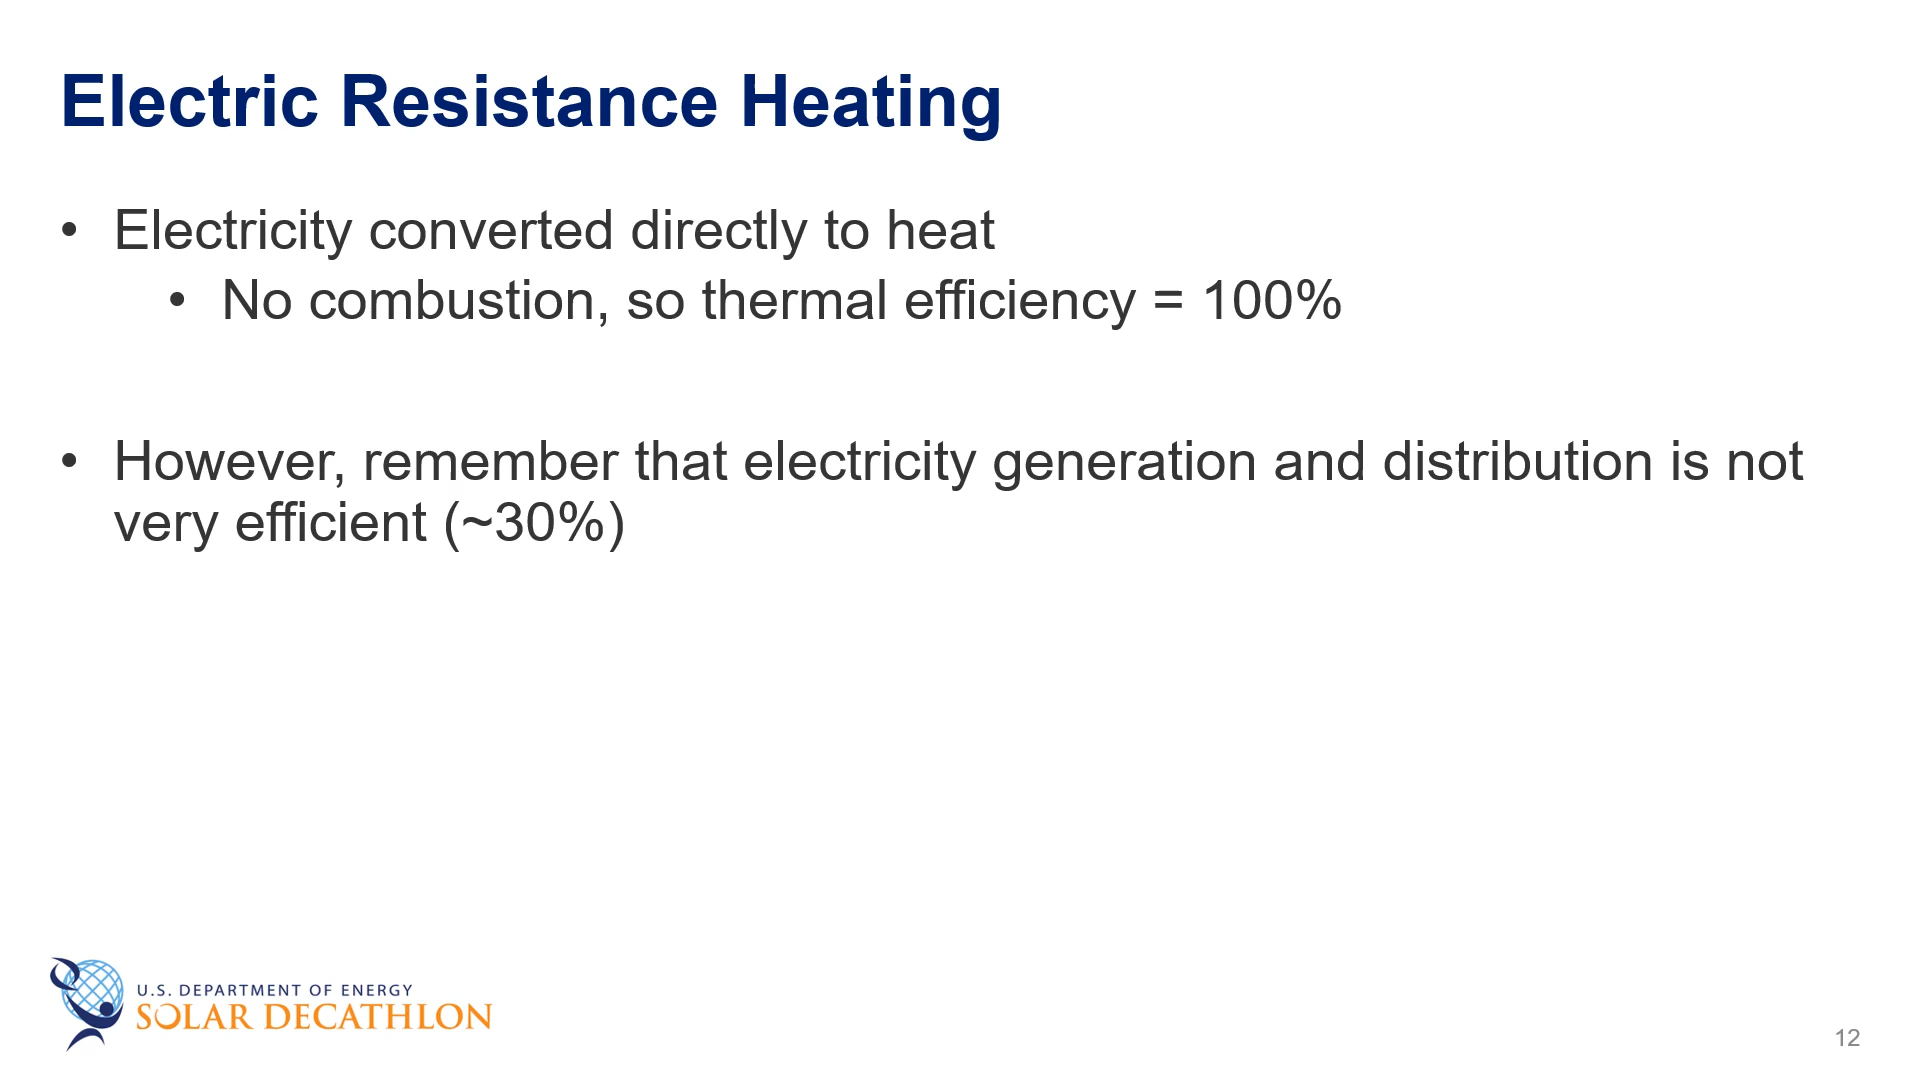 Electric Resistance Heating
• Electricity converted directly to heat
• No combustion, so thermal efficiency = 100%
• However, remember that electricity generation and distribution is not
very efficient (~30%)
U.S. DEPARTMENT OF ENERGY
SOLAR DECATHLON
12